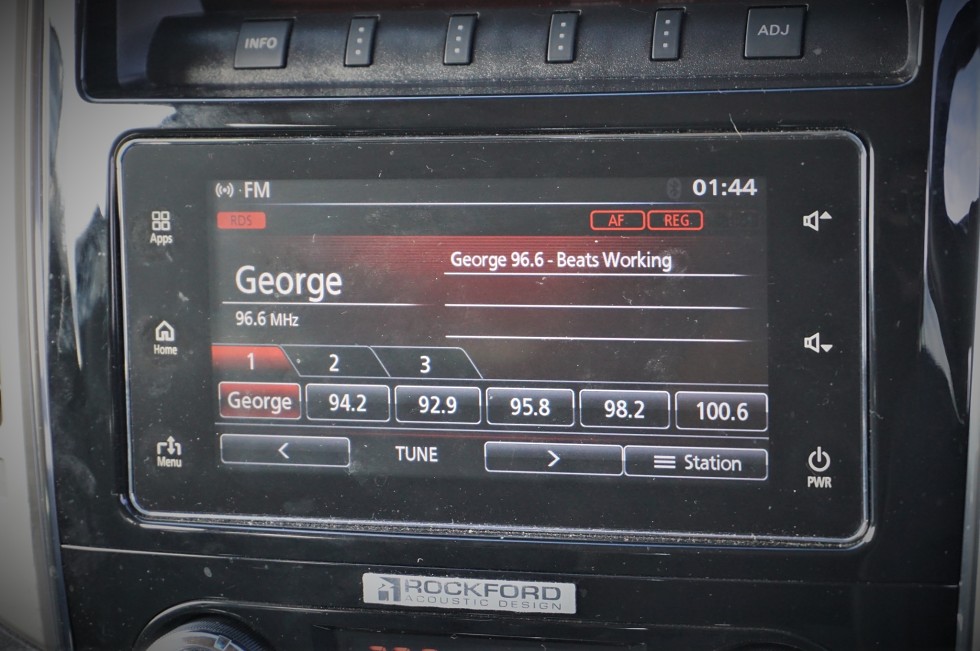 INFO
ADJ
FM
01:44
RDS
AF
REG
Apps
George 96.6 - Beats Working
George
96.6 MHz
Home
1 2 3
George 94.2 92.9 95.8 98.2 100.6
< TUNE > Station
Menu
PWR
ROCKFORD
ACOUSTIC DESIGN